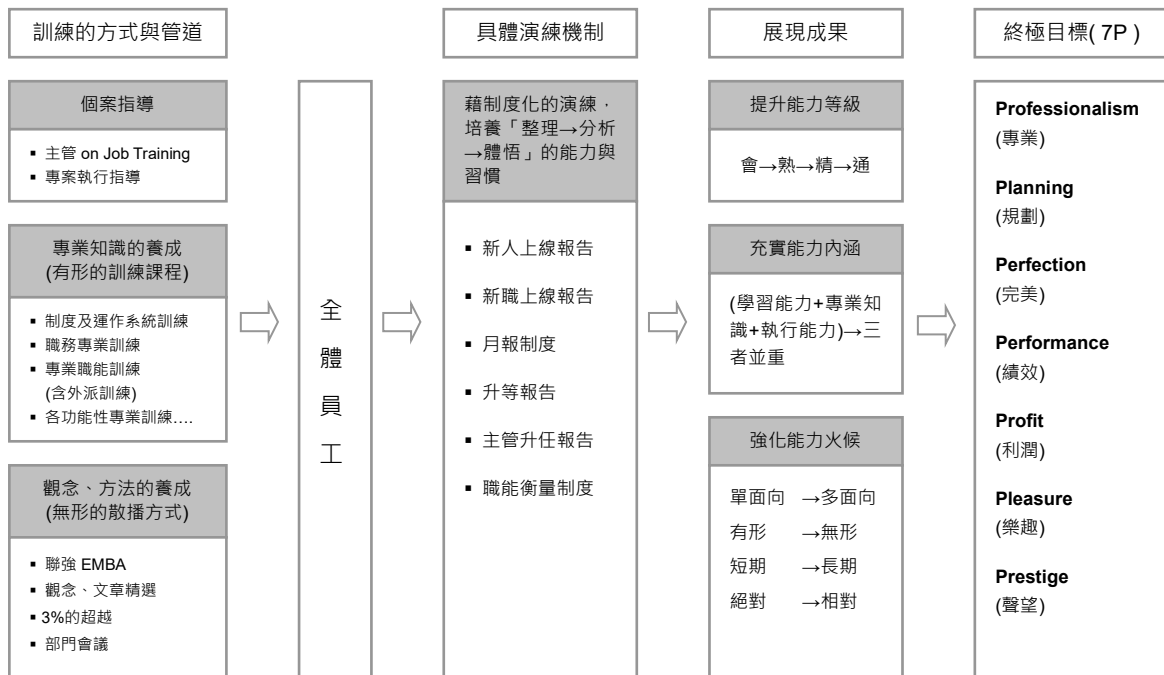 訓練的方式與管道
個案指導
▪ 主管 on Job Training
▪ 專案執行指導
專業知識的養成
(有形的訓練課程)
▪ 制度及運作系統訓練
▪ 職務專業訓練
▪ 專業職能訓練
(含外派訓練)
▪ 各功能性專業訓練….
觀念、方法的養成
(無形的散播方式)
▪ 聯強 EMBA
▪ 觀念、文章精選
▪ 3%的超越
▪ 部門會議
全
體
員
工
具體演練機制
藉制度化的演練，
培養「整理→分析
→體悟」的能力與
習慣
▪ 新人上線報告
▪ 新職上線報告
▪ 月報制度
▪ 升等報告
▪ 主管升任報告
▪ 職能衡量制度
展現成果
提升能力等級
會→熟→精→通
充實能力內涵
(學習能力+專業知
識+執行能力)→三
者並重
強化能力火候
單面向 →多面向
有形 →無形
短期 →長期
絕對 →相對
終極目標( 7P )
Professionalism
(專業)
Planning
(規劃)
Perfection
(完美)
Performance
(績效)
Profit
(利潤)
Pleasure
(樂趣)
Prestige
(聲望)